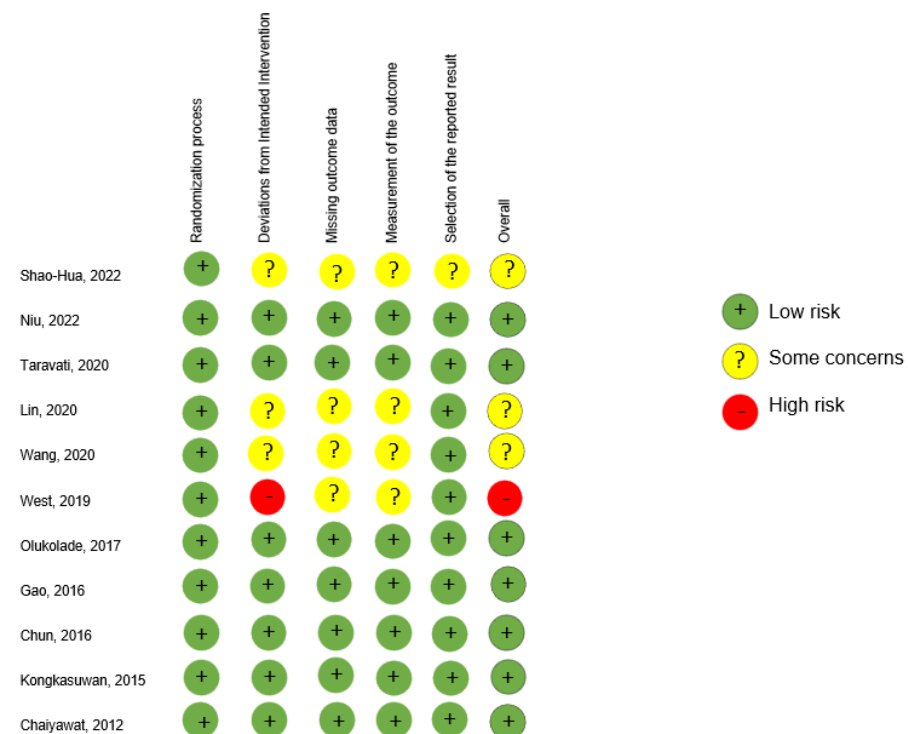 Randomization process
Deviations from Intended Intervention
Missing outcome data
Measurement of the outcome
Selection of the reported result
Overall
Shao-Hua, 2022 + ? ? ? ? ?
Niu, 2022 + + + + + +
Taravati, 2020 + + + + + +
Lin, 2020 + ? ? ? + ?
Wang, 2020 + ? ? ? + ?
West, 2019 + - ? ? + -
Olukolade, 2017 + + + + + +
Gao, 2016 + + + + + +
Chun, 2016 + + + + + +
Kongkasuwan, 2015 + + + + + +
Chaiyawat, 2012 + + + + + +
+ Low risk
? Some concerns
- High risk